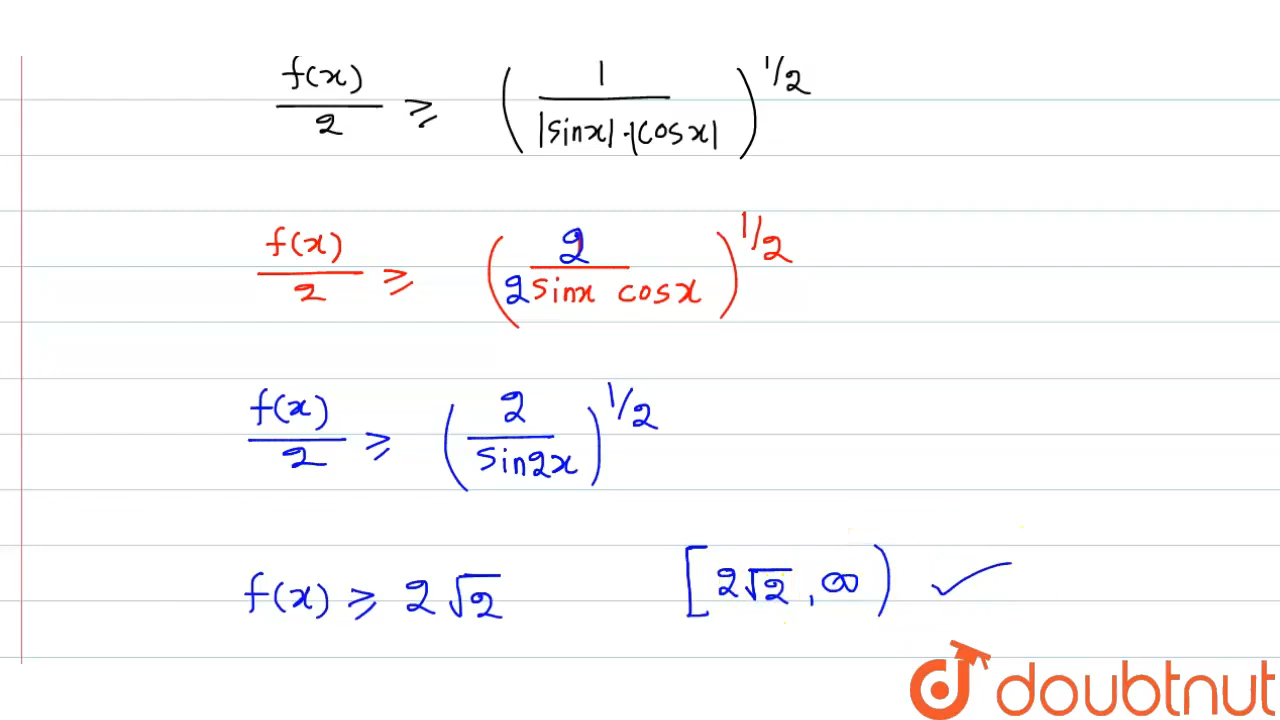 f(x)/2 ⩾ (1/|sinx|·|cosx|)^1/2
f(x)/2 ⩾ (2/2sinx cosx)^1/2
f(x)/2 ⩾ (2/sin2x)^1/2
f(x) ⩾ 2√2 [2√2, ∞) ✓
doubtnut